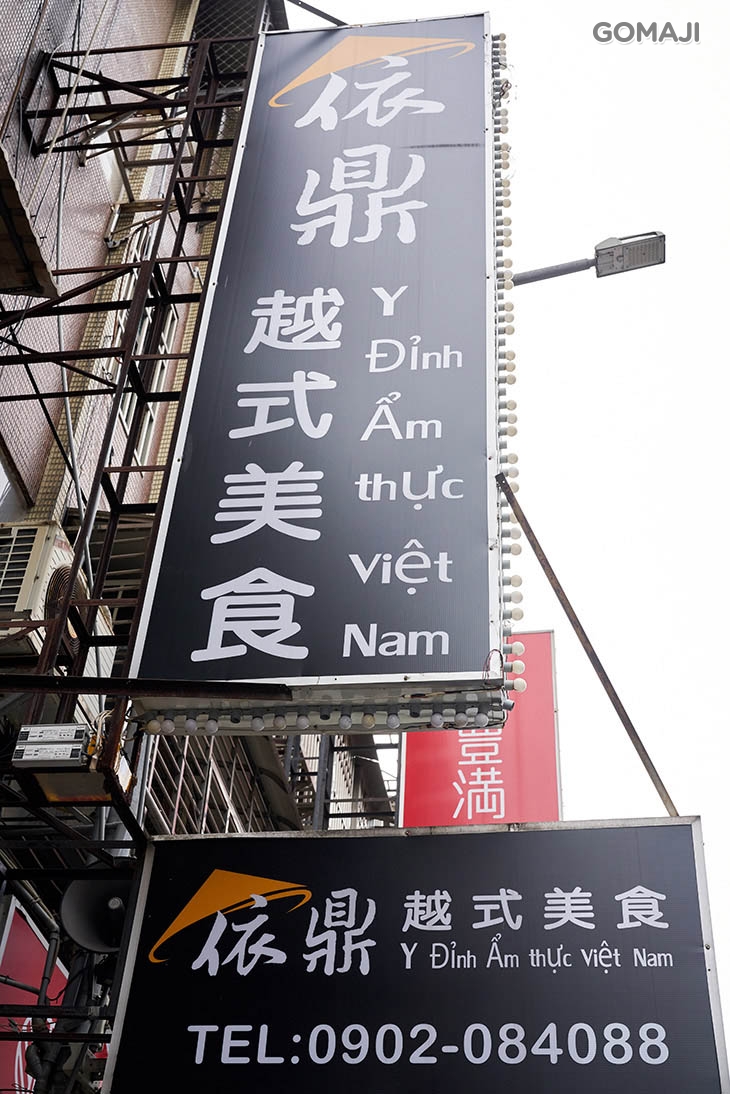 GOMAJI
依鼎
越式美食
Y
Đỉnh
Ẩm
thực
việt
Nam
豐満
依鼎 越式美食
Y Đỉnh Ẩm thực việt Nam
TEL:0902-084088